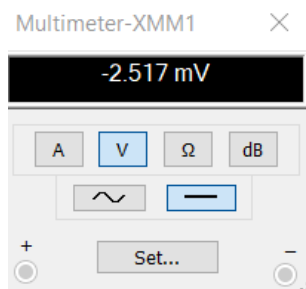 Multimeter-XMM1
-2.517 mV
A V Ω dB
+ Set... -